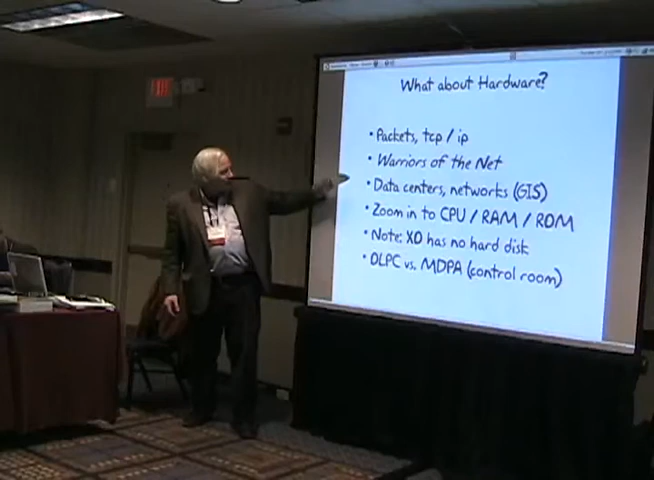 EXIT
What about Hardware?
• Packets, tcp / ip
• Warriors of the Net
• Data centers, networks (GIS)
• Zoom in to CPU / RAM / ROM
• Note: XO has no hard disk
• OLPC vs. MDPA (control room)